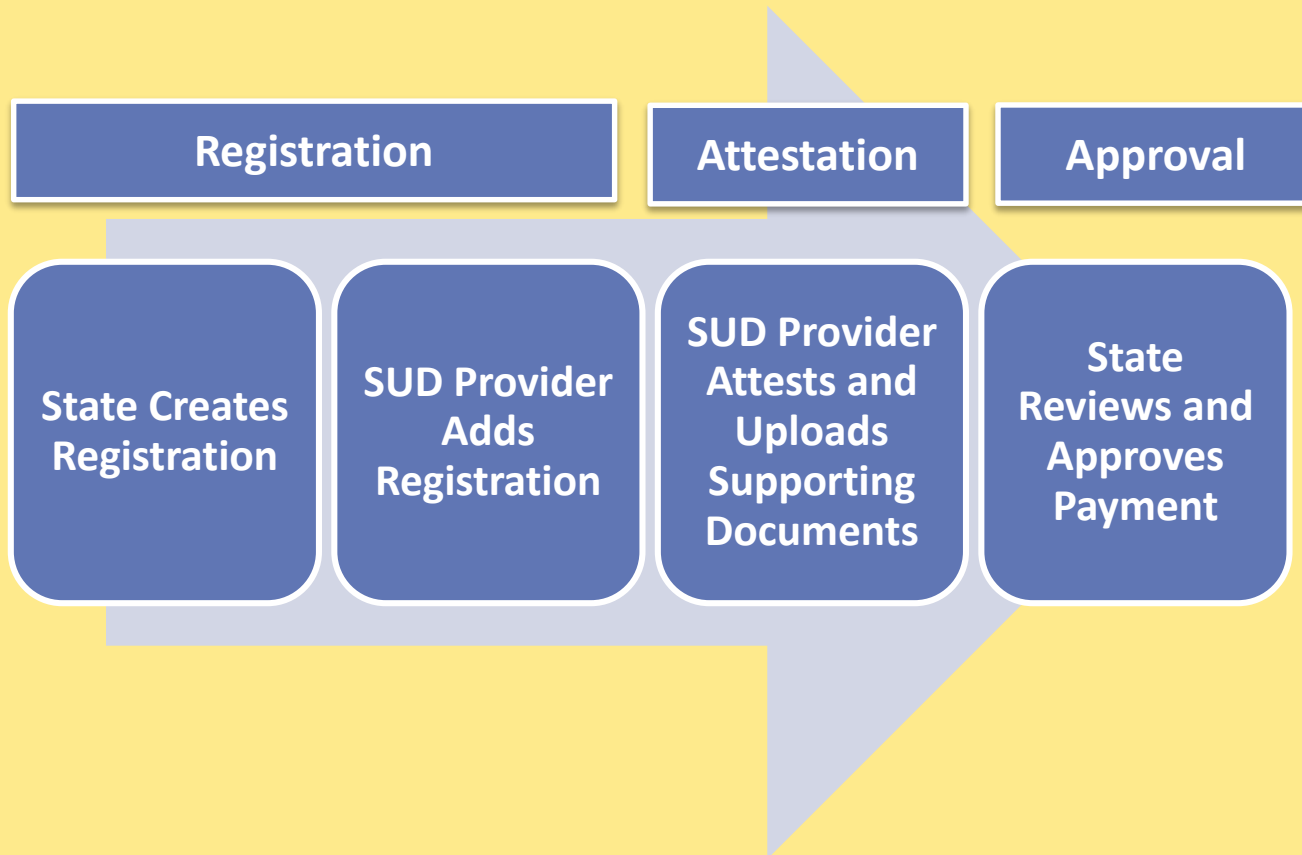 Registration
Attestation
Approval
State Creates
Registration
SUD Provider
Adds
Registration
SUD Provider
Attests and
Uploads
Supporting
Documents
State
Reviews and
Approves
Payment